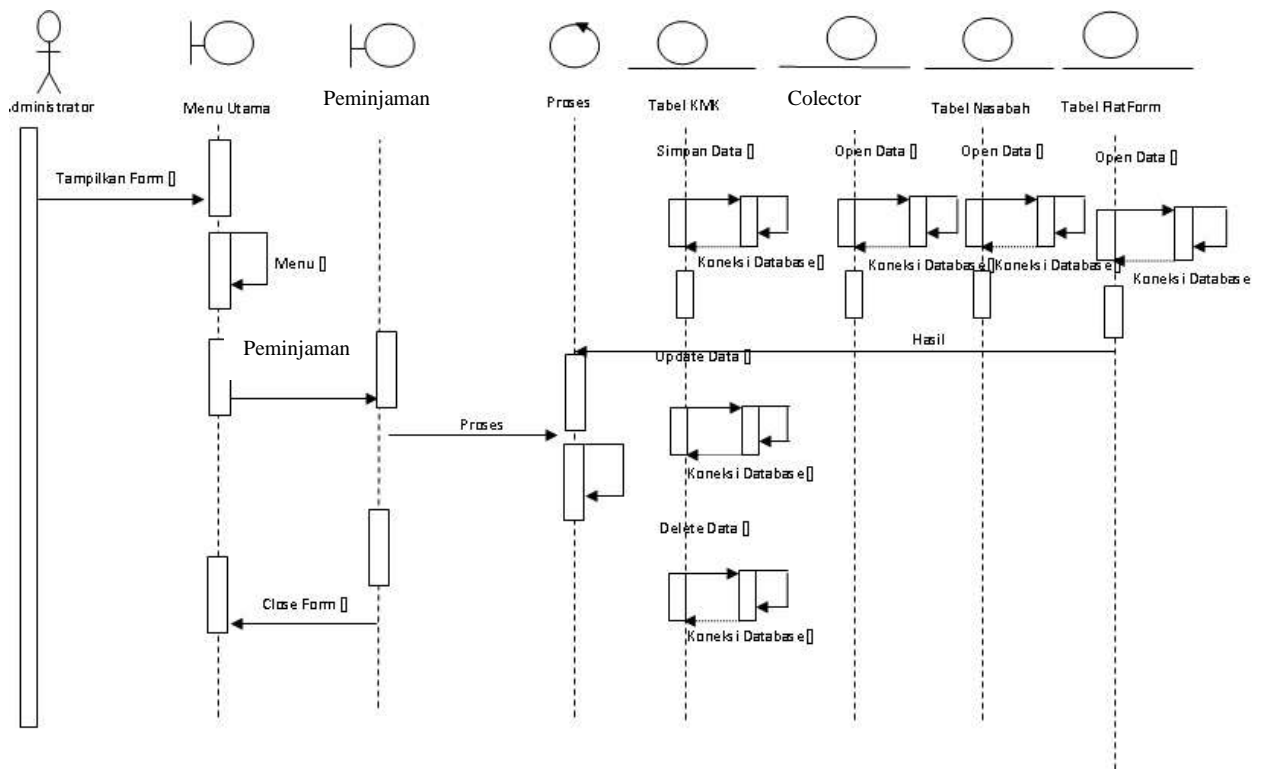 dministrator
Menu Utama
Peminjaman
Proses
Tabel KMK
Colector
Tabel Nasabah
Tabel FlatForm
Simpan Data []
Open Data []
Open Data []
Open Data []
Tampilkan Form []
Menu []
Koneksi Database[]
Koneksi Database[]
Koneksi Database[]
Koneksi Database
Peminjaman
Hasil
Update Data []
Proses
Koneksi Database[]
Delete Data []
Close Form []
Koneksi Database[]